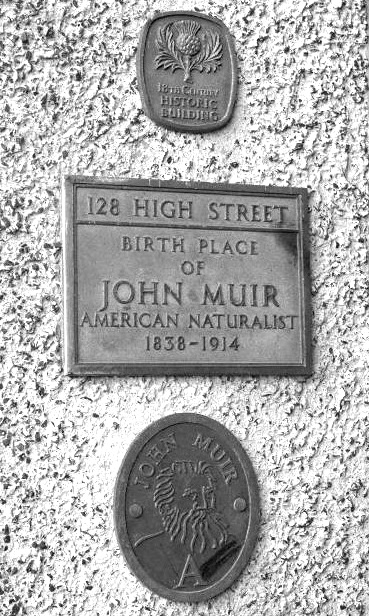 18TH CENTURY
HISTORIC
BUILDING
128 HIGH STREET
BIRTH PLACE
OF
JOHN MUIR
AMERICAN NATURALIST
1838-1914
JOHN MUIR
A